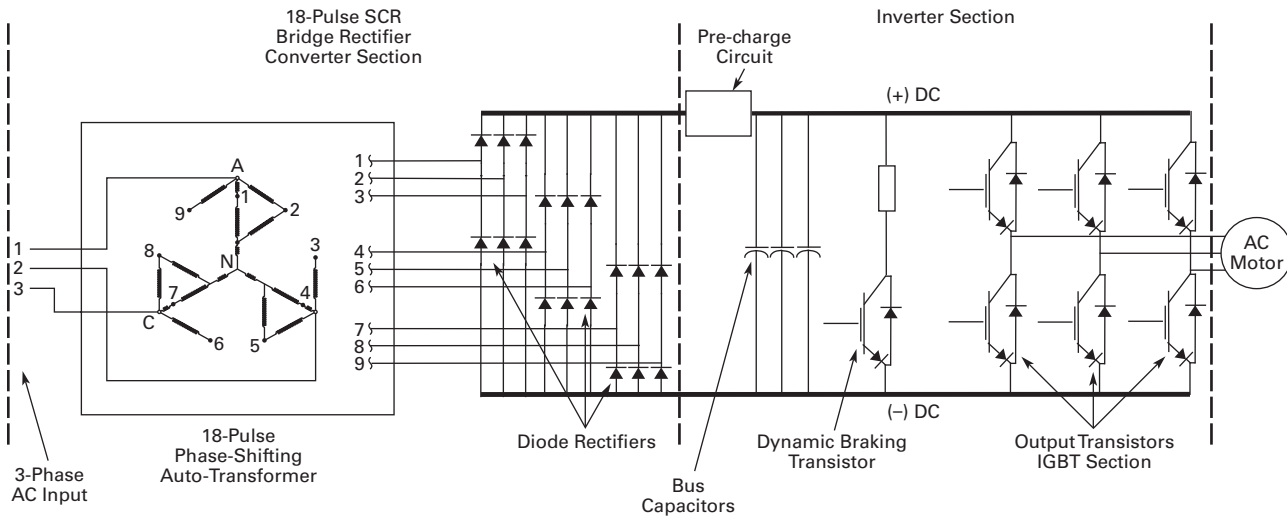 18-Pulse SCR
Bridge Rectifier
Converter Section
Inverter Section
Pre-charge
Circuit
(+) DC
1
2
3
4
5
6
7
8
9
A
1
9
2
8
N
3
7
4
C
6
5
1
2
3
AC
Motor
(–) DC
18-Pulse
Phase-Shifting
Auto-Transformer
3-Phase
AC Input
Diode Rectifiers
Bus
Capacitors
Dynamic Braking
Transistor
Output Transistors
IGBT Section